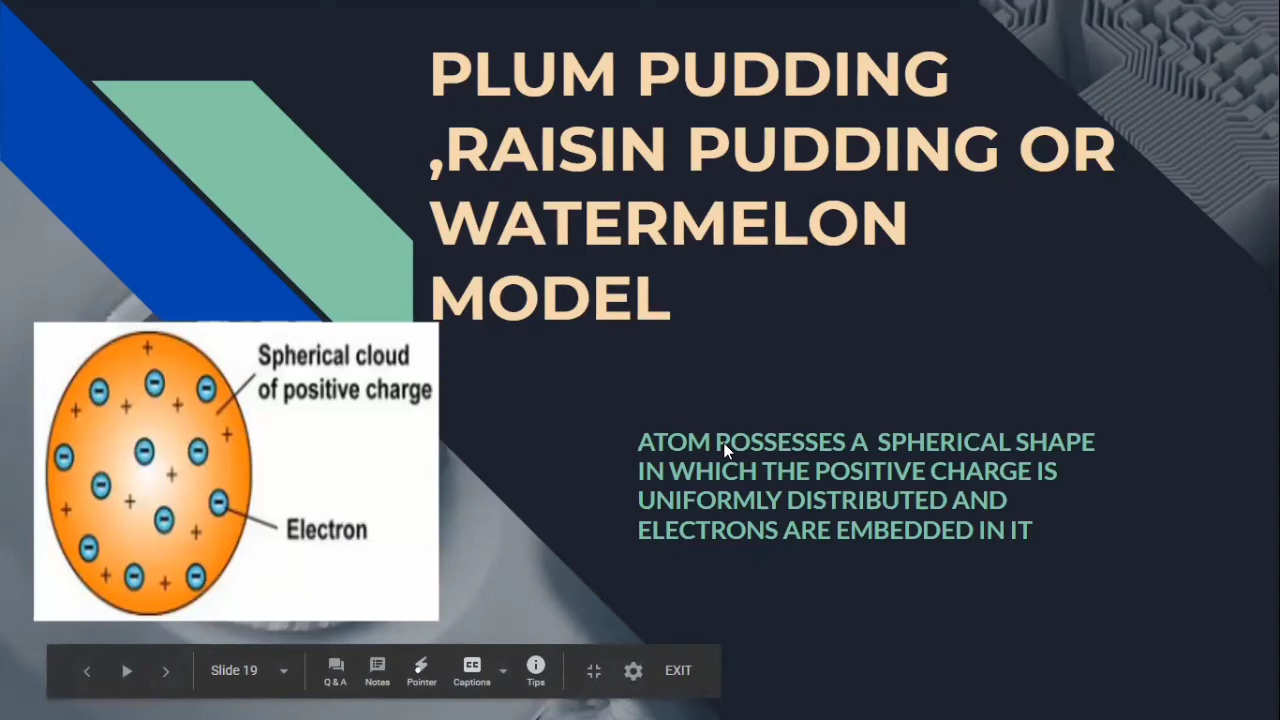 PLUM PUDDING
,RAISIN PUDDING OR
WATERMELON
MODEL
Spherical cloud
of positive charge
Electron
ATOM POSSESSES A SPHERICAL SHAPE
IN WHICH THE POSITIVE CHARGE IS
UNIFORMLY DISTRIBUTED AND
ELECTRONS ARE EMBEDDED IN IT
Slide 19
Q & A
Notes
Pointer
CC
Captions
Tips
EXIT